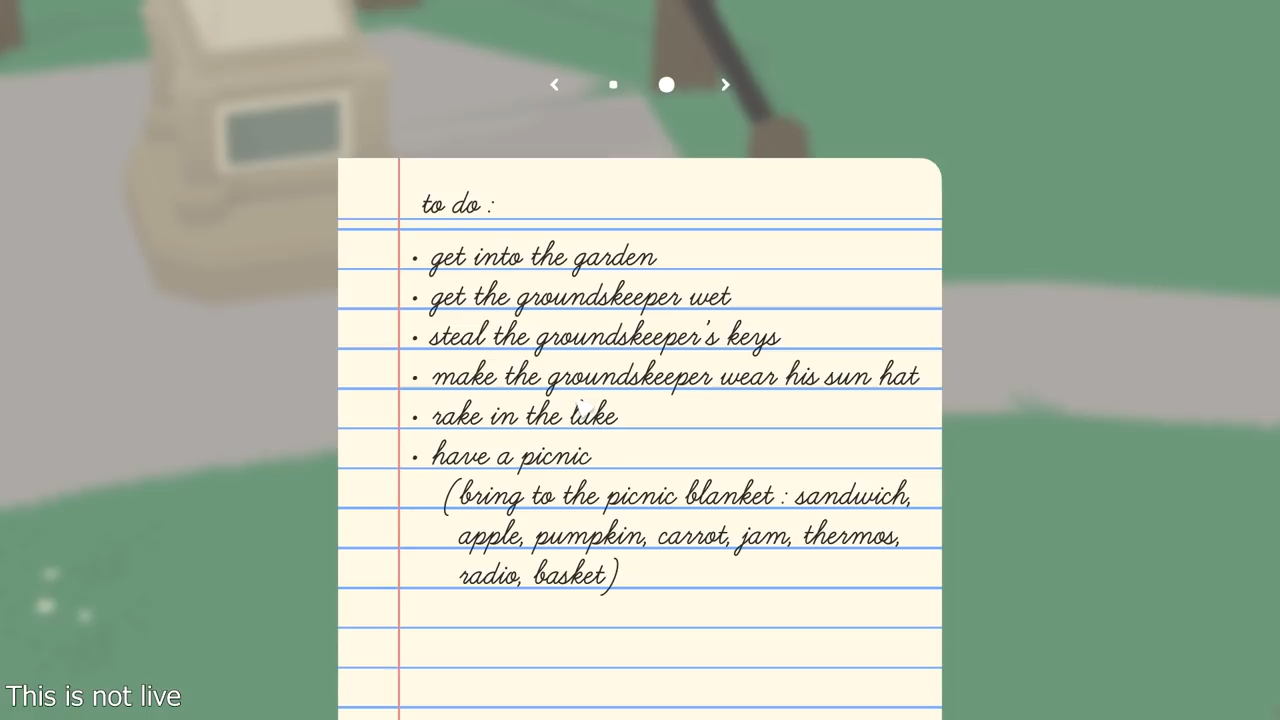 to do :
• get into the garden
• get the groundskeeper wet
• steal the groundskeeper's keys
• make the groundskeeper wear his sun hat
• rake in the lake
• have a picnic
(bring to the picnic blanket : sandwich,
apple, pumpkin, carrot, jam, thermos,
radio, basket)
This is not live